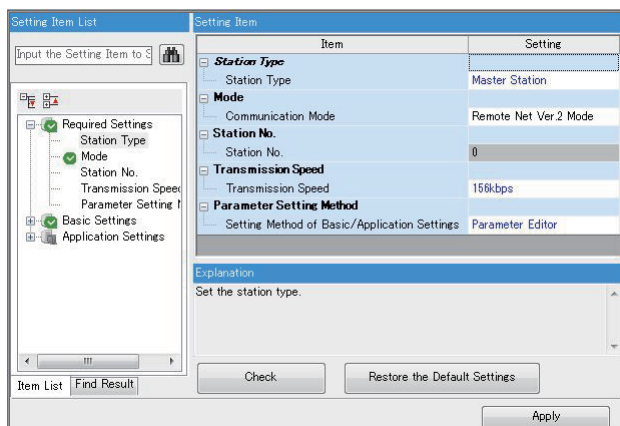 Setting Item List
Input the Setting Item to S
Required Settings
Station Type
Mode
Station No.
Transmission Speed
Parameter Setting M
Basic Settings
Application Settings
Item List
Find Result
Setting Item
Item Setting
Station Type
Station Type Master Station
Mode
Communication Mode Remote Net Ver.2 Mode
Station No.
Station No. 0
Transmission Speed
Transmission Speed 156kbps
Parameter Setting Method
Setting Method of Basic/Application Settings Parameter Editor
Explanation
Set the station type.
Check
Restore the Default Settings
Apply